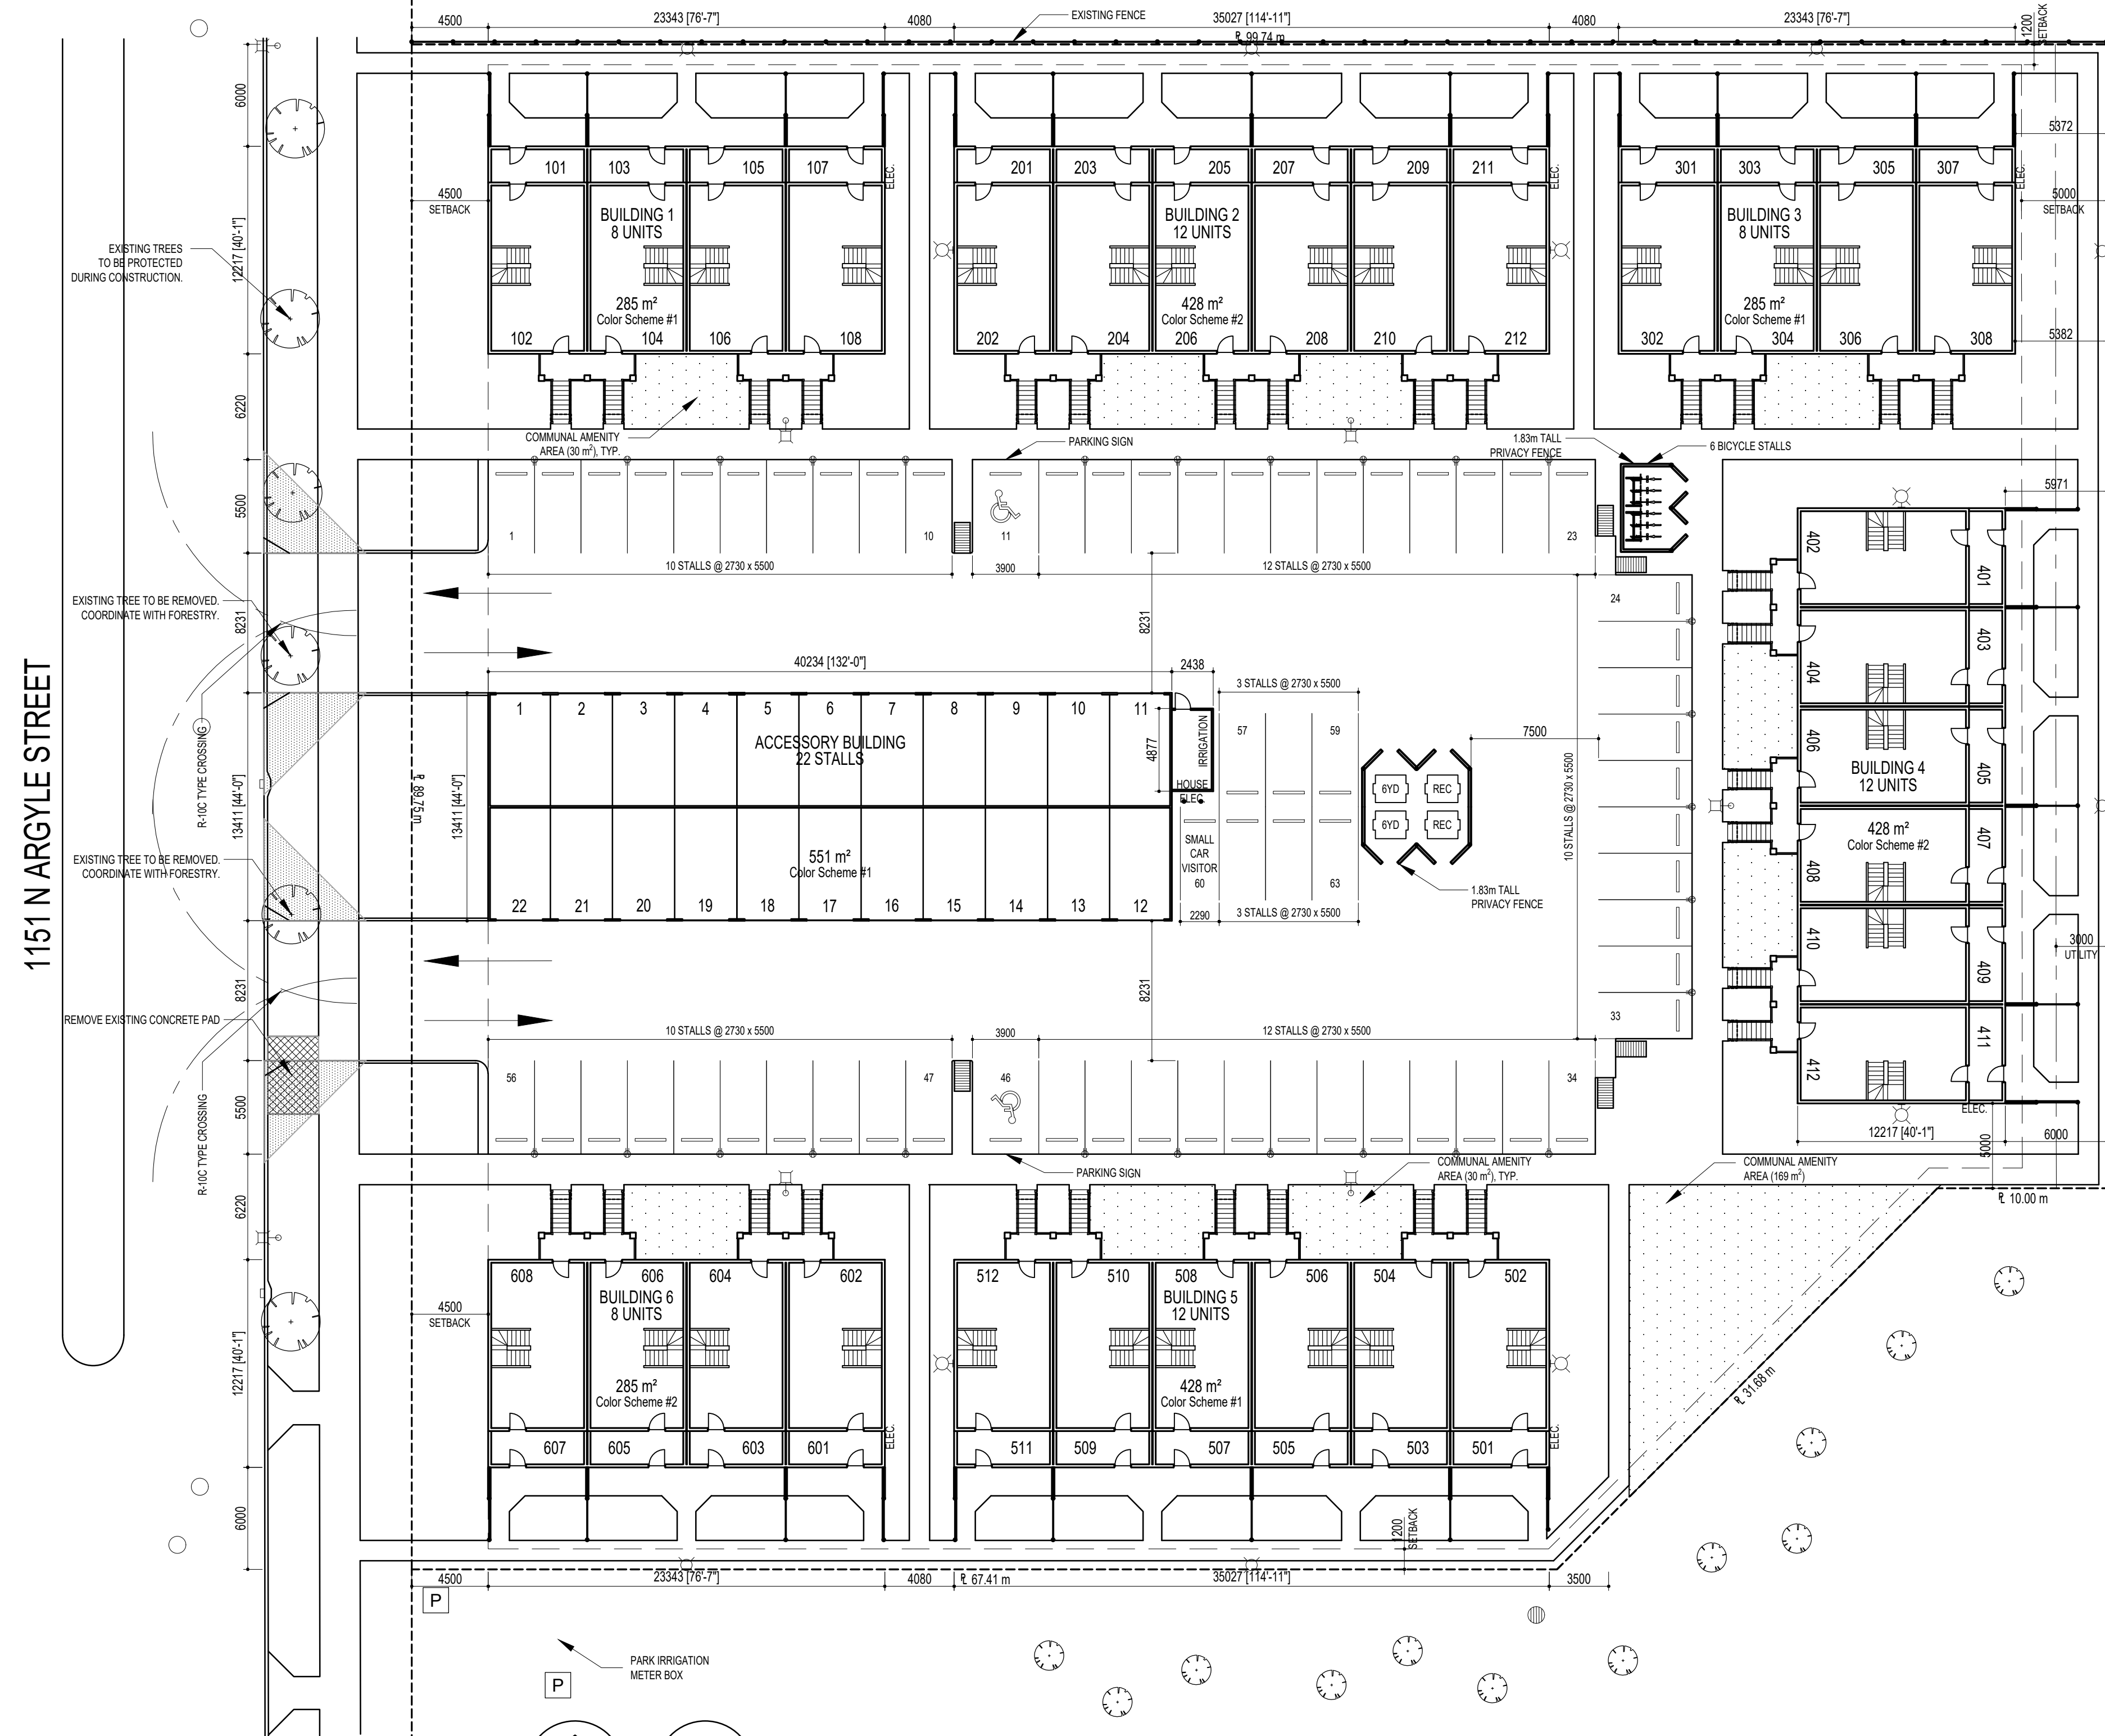 4500
23343 [76'-7"]
4080
EXISTING FENCE
35027 [114'-11"]
4080
23343 [76'-7"]
1200
SETBACK
℄ 99.74 m
6000
12217 [40'-1"]
6220
5500
8231
13411 [44'-0"]
8231
5500
6220
12217 [40'-1"]
6000
1151 N ARGYLE STREET
EXISTING TREES
TO BE PROTECTED
DURING CONSTRUCTION.
EXISTING TREE TO BE REMOVED.
COORDINATE WITH FORESTRY.
R-10C TYPE CROSSING
EXISTING TREE TO BE REMOVED.
COORDINATE WITH FORESTRY.
REMOVE EXISTING CONCRETE PAD
R-10C TYPE CROSSING
4500
SETBACK
101
103
105
107
ELEC.
BUILDING 1
8 UNITS
285 m²
Color Scheme #1
102
104
106
108
201
203
205
207
209
211
ELEC.
BUILDING 2
12 UNITS
428 m²
Color Scheme #2
202
204
206
208
210
212
301
303
305
307
ELEC.
BUILDING 3
8 UNITS
285 m²
Color Scheme #1
302
304
306
308
5372
5000
SETBACK
5382
COMMUNAL AMENITY
AREA (30 m²), TYP.
PARKING SIGN
1.83m TALL
PRIVACY FENCE
6 BICYCLE STALLS
5971
1
10
11
23
10 STALLS @ 2730 x 5500
3900
12 STALLS @ 2730 x 5500
24
8231
40234 [132'-0"]
2438
3 STALLS @ 2730 x 5500
℄ 89.75 m
13411 [44'-0"]
1
2
3
4
5
6
7
8
9
10
11
ACCESSORY BUILDING
22 STALLS
551 m²
Color Scheme #1
22
21
20
19
18
17
16
15
14
13
12
4877
IRRIGATION
HOUSE
ELEC.
57
59
SMALL
CAR
VISITOR
60
63
2290
3 STALLS @ 2730 x 5500
6YD
REC
6YD
REC
7500
1.83m TALL
PRIVACY FENCE
10 STALLS @ 2730 x 5500
33
402
401
404
403
406
405
BUILDING 4
12 UNITS
428 m²
Color Scheme #2
408
407
410
409
412
411
ELEC.
3000
UTILITY
12217 [40'-1"]
5000
6000
8231
10 STALLS @ 2730 x 5500
3900
12 STALLS @ 2730 x 5500
56
47
46
34
PARKING SIGN
COMMUNAL AMENITY
AREA (30 m²), TYP.
COMMUNAL AMENITY
AREA (169 m²)
℄ 10.00 m
℄ 31.68 m
4500
SETBACK
608
606
604
602
BUILDING 6
8 UNITS
285 m²
Color Scheme #2
607
605
603
601
ELEC.
512
510
508
506
504
502
BUILDING 5
12 UNITS
428 m²
Color Scheme #1
511
509
507
505
503
501
ELEC.
1200
SETBACK
4500
23343 [76'-7"]
4080
℄ 67.41 m
35027 [114'-11"]
3500
P
P
PARK IRRIGATION
METER BOX